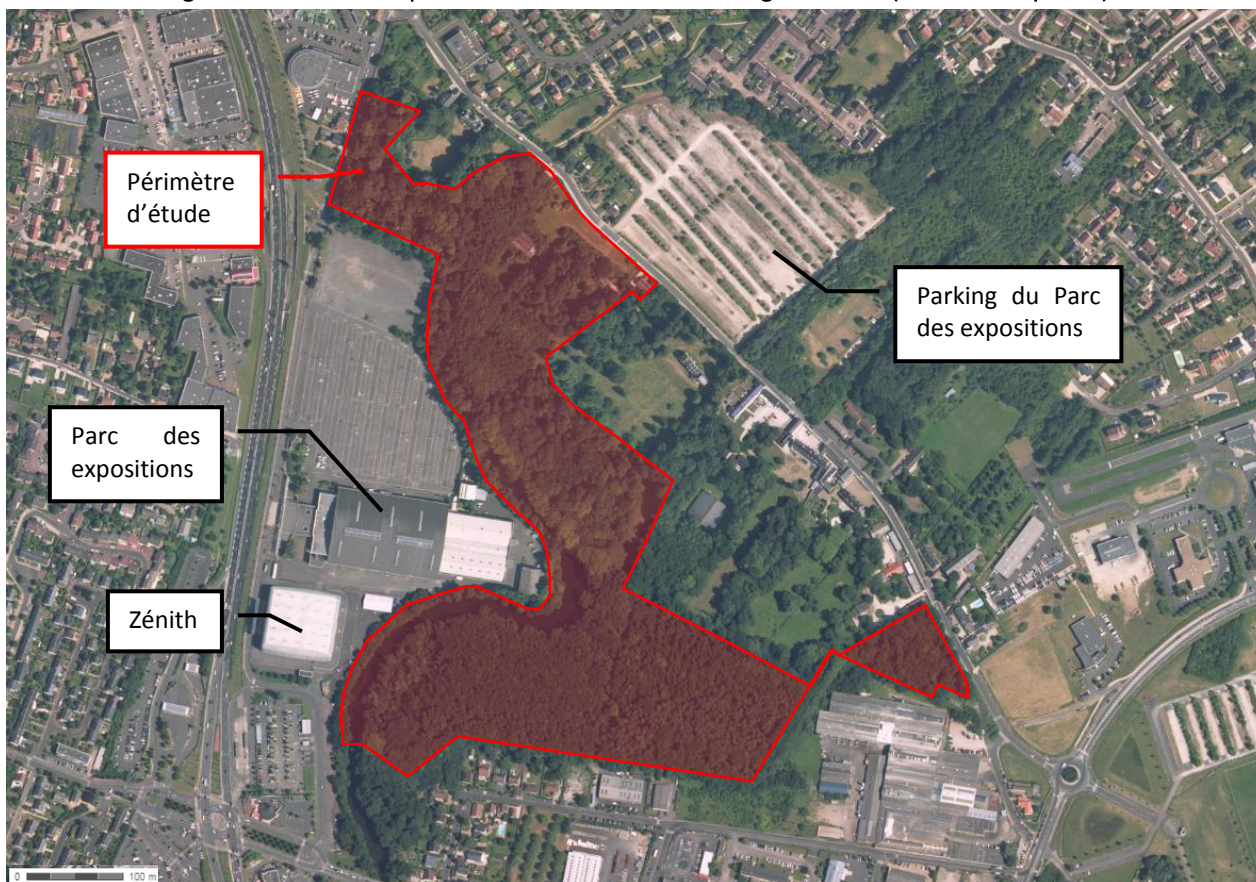 Périmètre
d'étude
Parking du Parc
des expositions
Parc des
expositions
Zénith
0 100 m